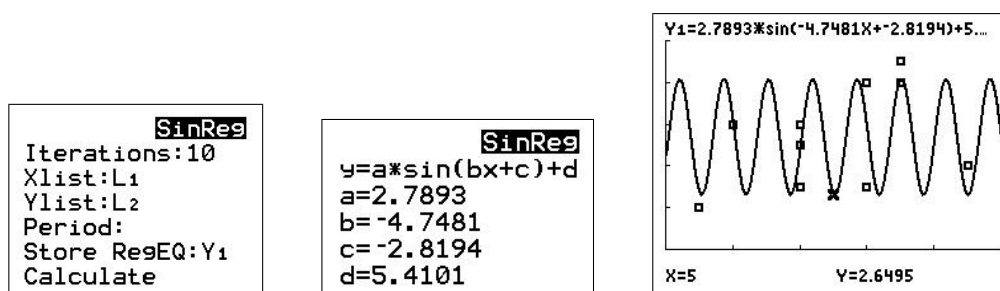 SinReg
Iterations:10
Xlist:L1
Ylist:L2
Period:
Store RegEQ:Y1
Calculate
SinReg
y=a*sin(bx+c)+d
a=2.7893
b=-4.7481
c=-2.8194
d=5.4101
Y1=2.7893*sin(-4.7481X+-2.8194)+5.…
X=5 Y=2.6495